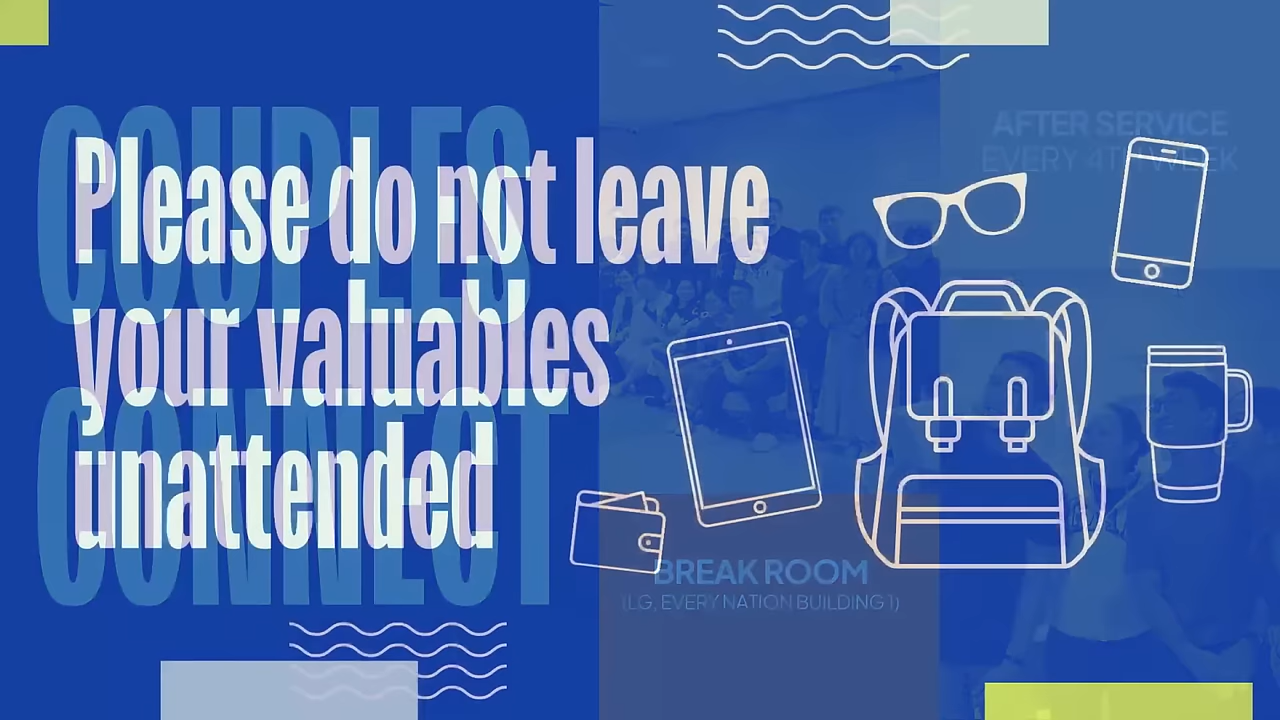 COUPLES
CONNECT
Please do not leave
your valuables
unattended
AFTER SERVICE
EVERY 4TH WEEK
BREAK ROOM
(LG, EVERY NATION BUILDING 1)